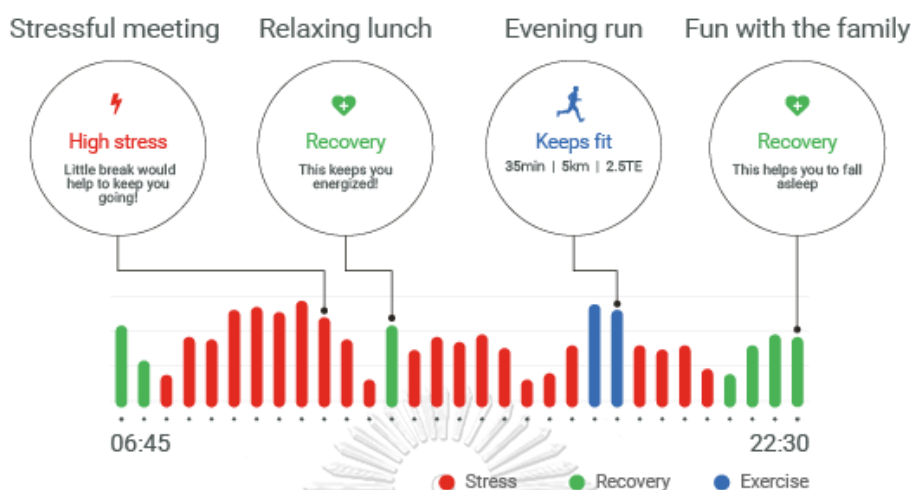 Stressful meeting
Relaxing lunch
Evening run
Fun with the family
High stress
Little break would
help to keep you
going!
Recovery
This keeps you
energized!
Keeps fit
35min | 5km | 2.5TE
Recovery
This helps you to fall
asleep
06:45
22:30
Stress
Recovery
Exercise